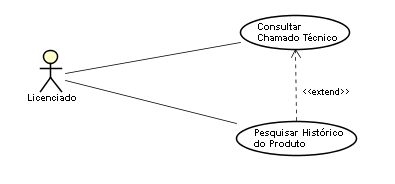 Consultar
Chamado Técnico
<<extend>>
Licenciado
Pesquisar Histórico
do Produto